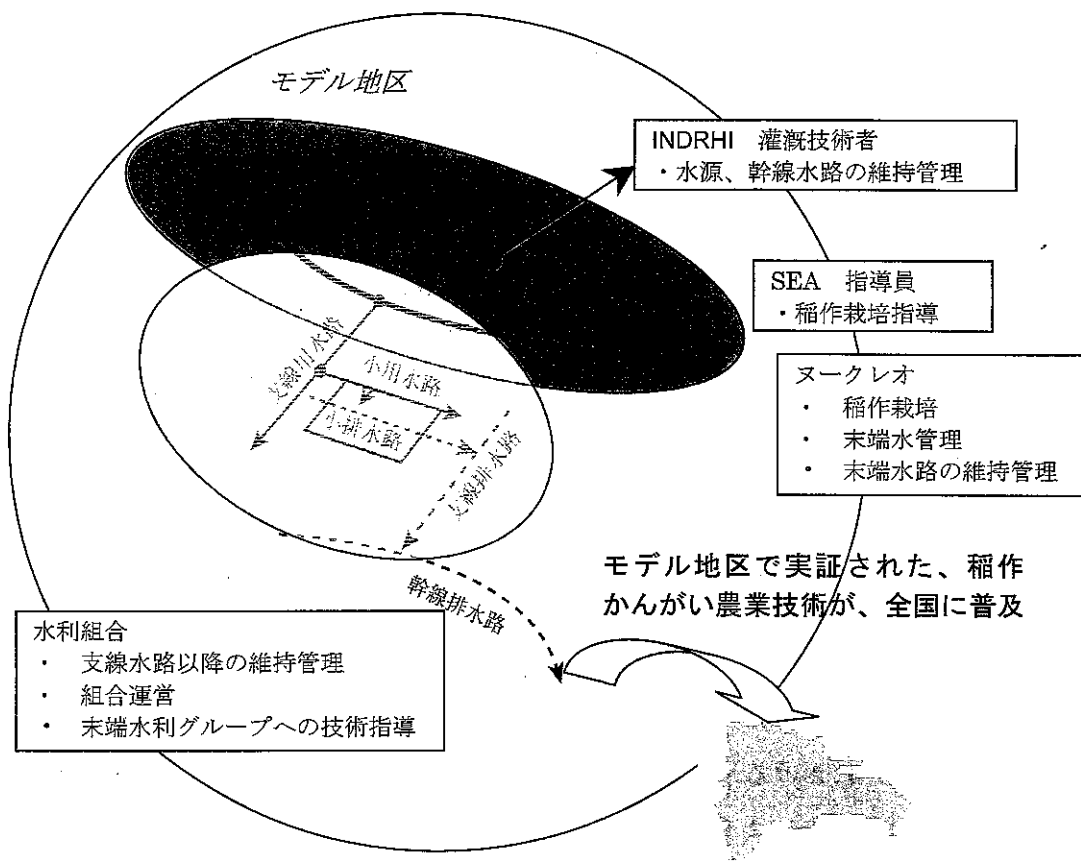 モデル地区
INDRHI 灌漑技術者
・水源、幹線水路の維持管理
SEA 指導員
・稲作栽培指導
ヌークレオ
・ 稲作栽培
・ 末端水管理
・ 末端水路の維持管理
支線用水路
小用水路
小排水路
支線排水路
幹線排水路
モデル地区で実証された、稲作
かんがい農業技術が、全国に普及
水利組合
・ 支線水路以降の維持管理
・ 組合運営
・ 末端水利グループへの技術指導